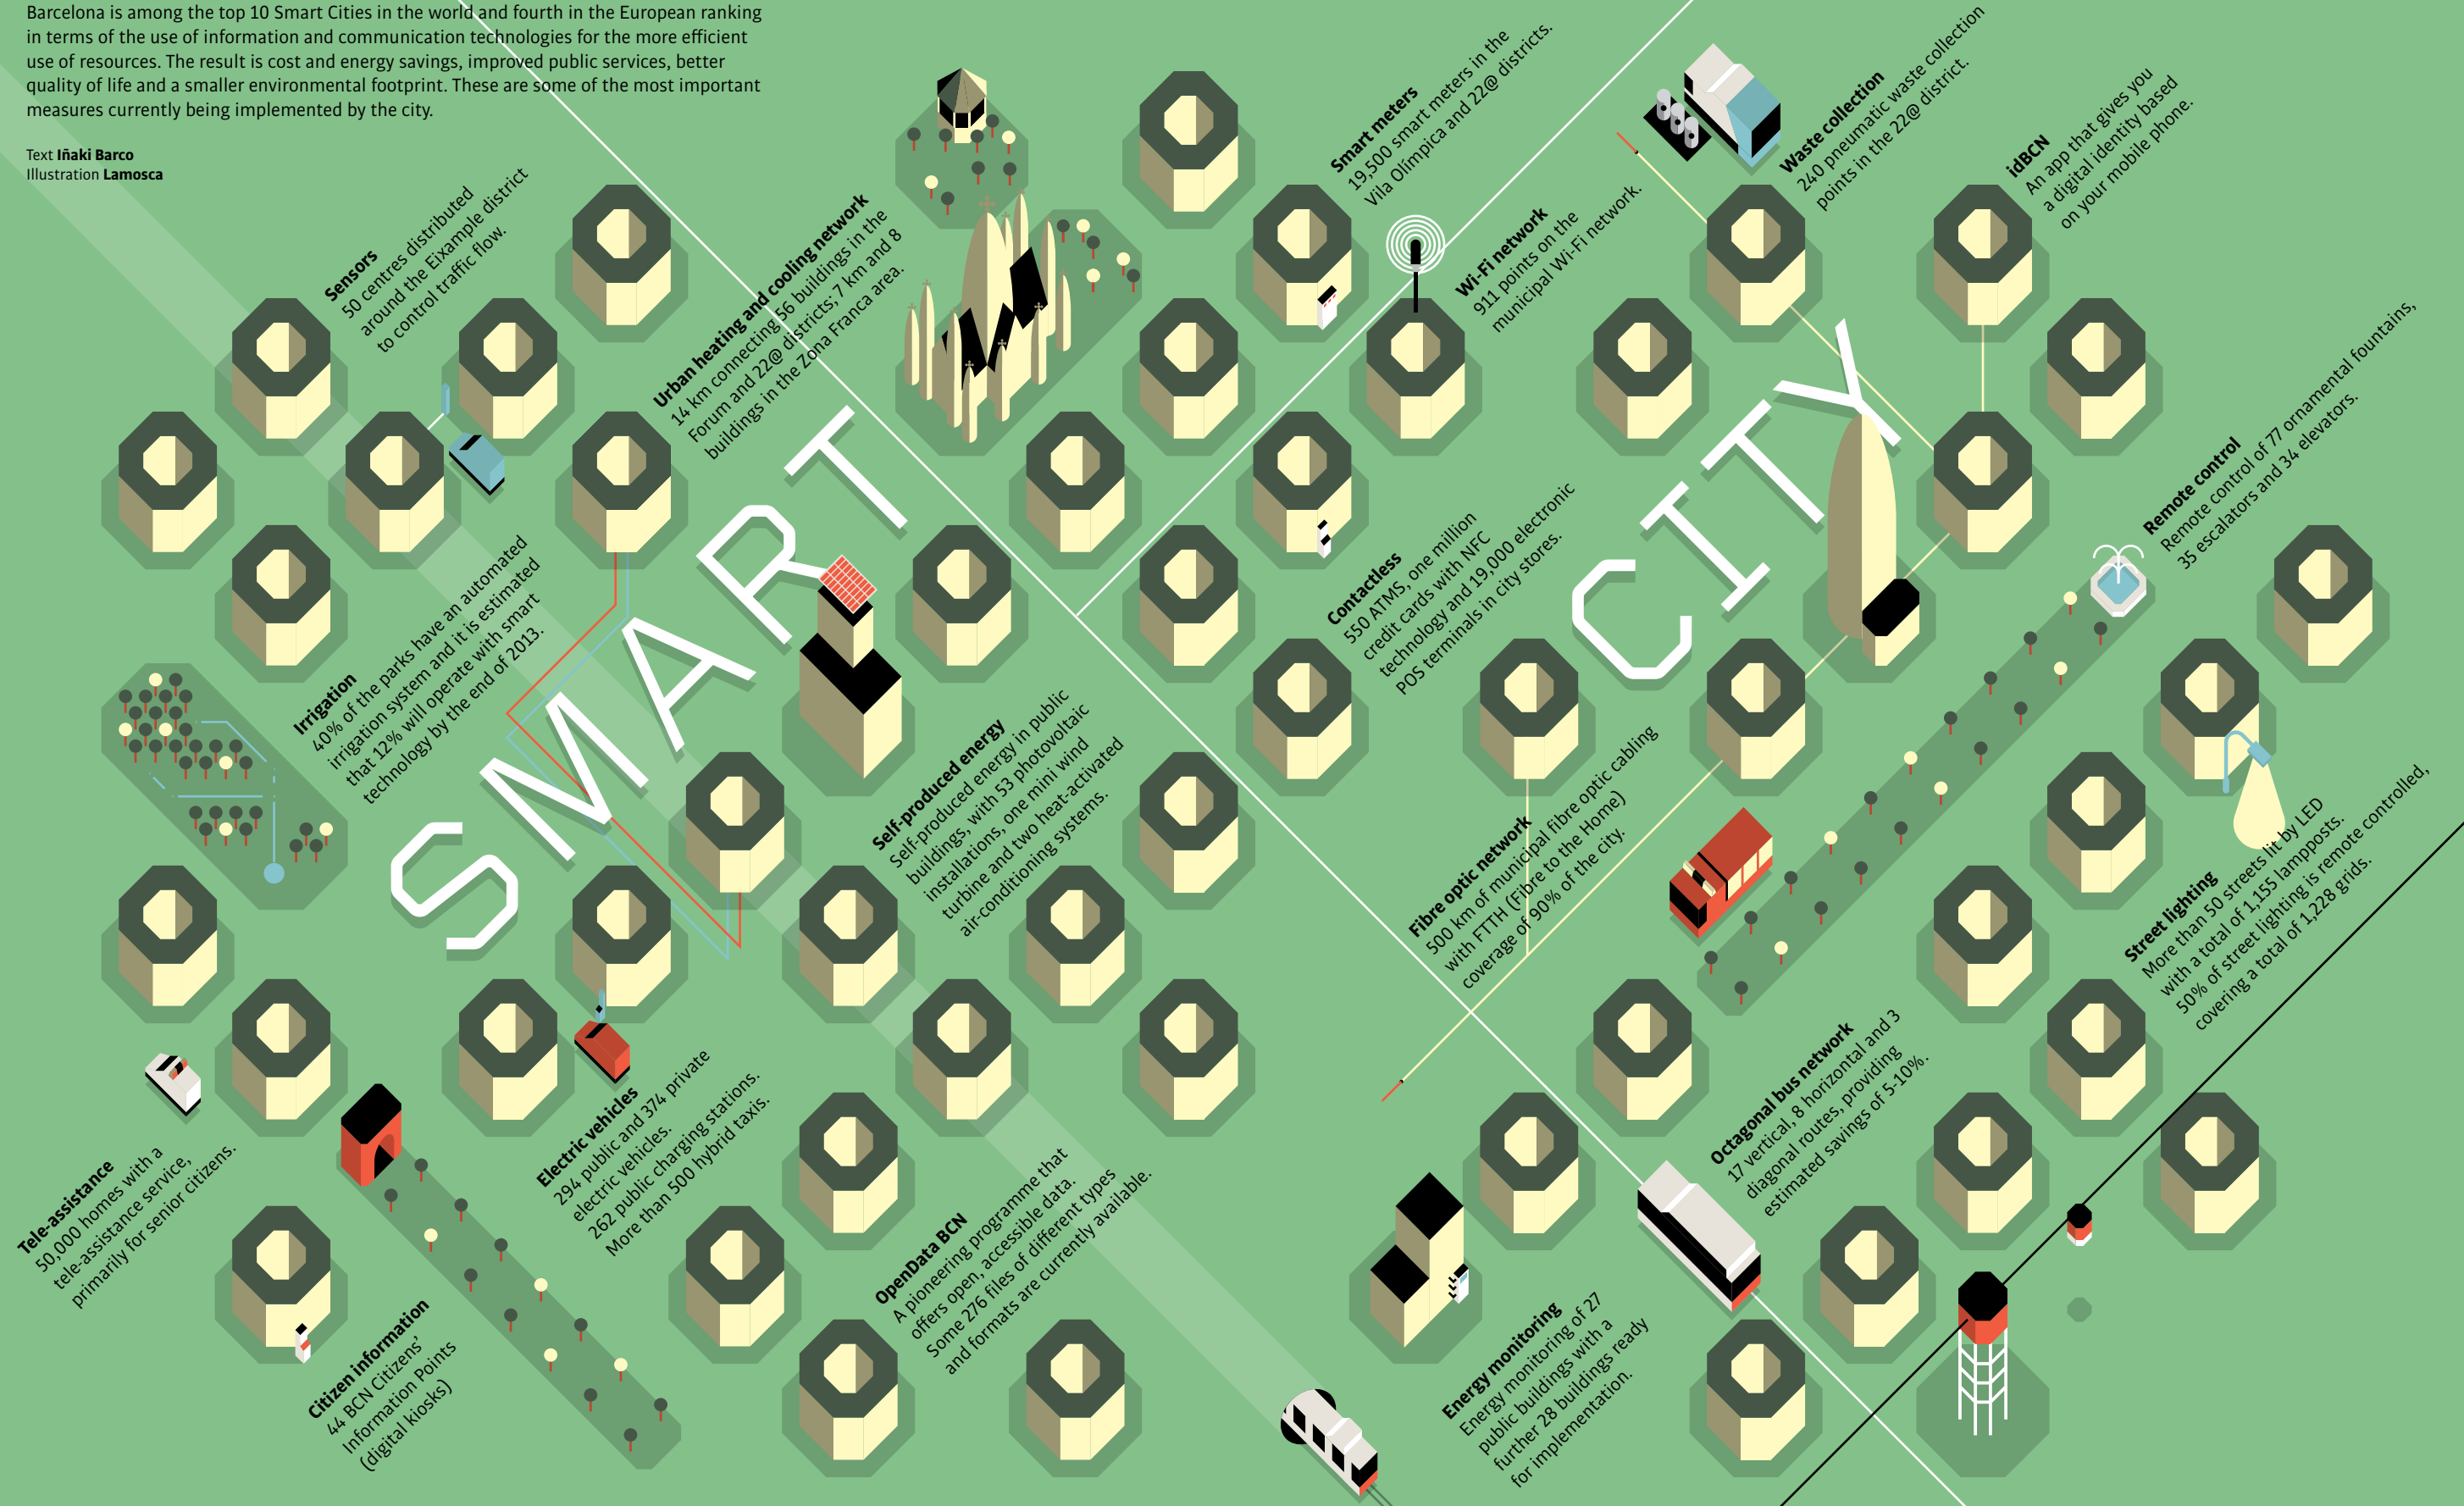 Barcelona is among the top 10 Smart Cities in the world and fourth in the European ranking
in terms of the use of information and communication technologies for the more efficient
use of resources. The result is cost and energy savings, improved public services, better
quality of life and a smaller environmental footprint. These are some of the most important
measures currently being implemented by the city.
Text Iñaki Barco
Illustration Lamosca
Sensors
50 centres distributed
around the Eixample district
to control traffic flow.
Urban heating and cooling network
14 km connecting 56 buildings in the
Forum and 22@ districts,7 km and 8
buildings in the Zona Franca area.
Smart meters
19,500 smart meters in the
Vila Olímpica and 22@ districts.
Wi-Fi network
911 points on the
municipal Wi-Fi network.
Waste collection
240 pneumatic waste collection
points in the 22@ district.
idBCN
An app that gives you
a digital identity based
on your mobile phone.
Remote control
Remote control of 77 ornamental fountains,
35 escalators and 34 elevators.
Contactless
550 ATMS, one million
credit cards with NFC
technology and 19,000 electronic
POS terminals in city stores.
SMART
CITY
Irrigation
40% of the parks have an automated
irrigation system and it is estimated
that 12% will operate with smart
technology by the end of 2013.
Self-produced energy
Self-produced energy in public
buildings, with 53 photovoltaic
installations, one mini wind
turbine and two heat-activated
air-conditioning systems.
Fibre optic network
500 km of municipal fibre optic cabling
with FTTH (Fibre to the Home)
coverage of 90% of the city.
Street lighting
More than 50 streets lit by LED
with a total of 1,155 lampposts.
50% of street lighting is remote controlled,
covering a total of 1,228 grids.
Tele-assistance
50,000 homes with a
tele-assistance service,
primarily for senior citizens.
Electric vehicles
294 public and 374 private
electric vehicles.
262 public charging stations.
More than 500 hybrid taxis.
Citizen information
44 BCN Citizens’
Information Points
(digital kiosks)
OpenData BCN
A pioneering programme that
offers open, accessible data.
Some 276 files of different types
and formats are currently available.
Octagonal bus network
17 vertical, 8 horizontal and 3
diagonal routes, providing
estimated savings of 5-10%.
Energy monitoring
Energy monitoring of 27
public buildings with a
further 28 buildings ready
for implementation.